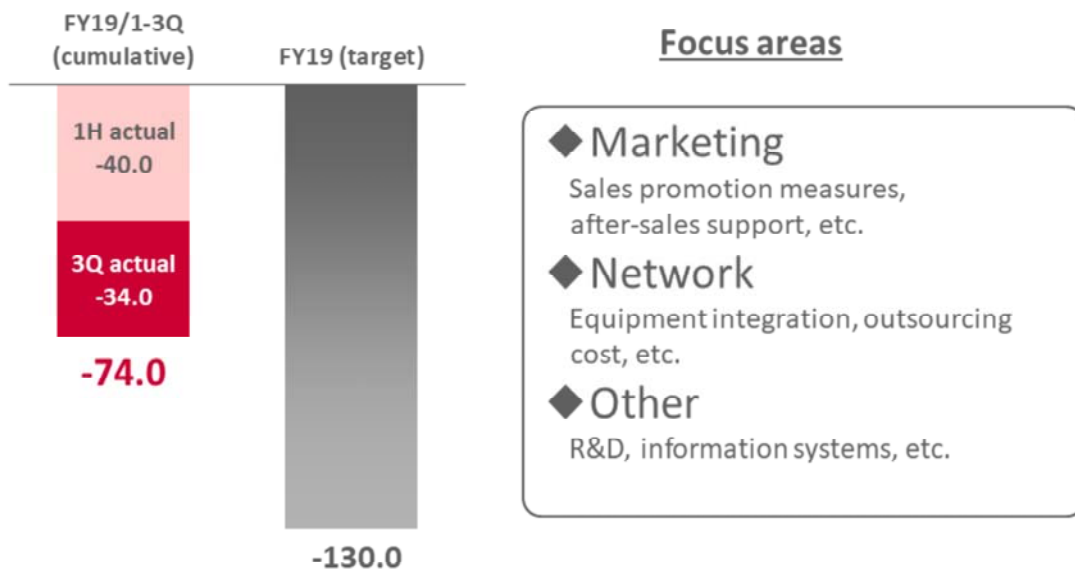 FY19/1-3Q
(cumulative)
FY19 (target)
1H actual
-40.0
3Q actual
-34.0
-74.0
-130.0
Focus areas
◆Marketing
Sales promotion measures,
after-sales support, etc.
◆Network
Equipment integration, outsourcing
cost, etc.
◆Other
R&D, information systems, etc.